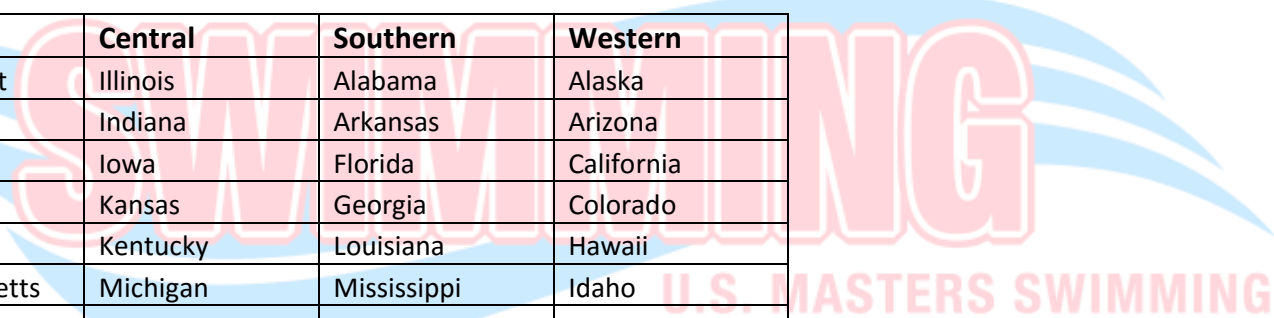 Central Southern Western
t Illinois Alabama Alaska
Indiana Arkansas Arizona
Iowa Florida California
Kansas Georgia Colorado
Kentucky Louisiana Hawaii
etts Michigan Mississippi Idaho
SWIMMING
U.S. MASTERS SWIMMING